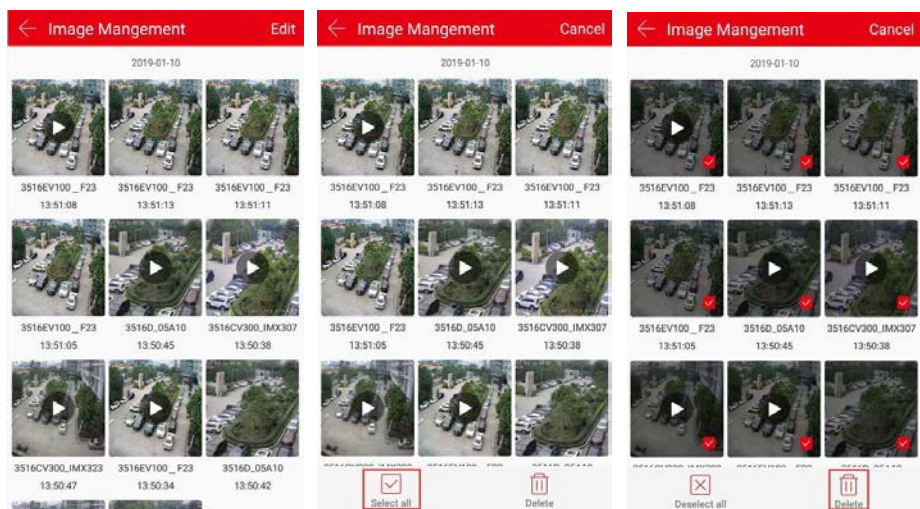 Image Mangement Edit
2019-01-10
3516EV100 _ F23 3516EV100 _ F23 3516EV100 _ F23
13:51:08 13:51:13 13:51:11
3516EV100 _ F23 3516D_05A10 3516CV300_IMX307
13:51:05 13:50:45 13:50:38
3516CV300_IMX323 3516EV100 _ F23 3516D_05A10
13:50:47 13:50:34 13:50:42
Image Mangement Cancel
2019-01-10
3516EV100 _ F23 3516EV100 _ F23 3516EV100 _ F23
13:51:08 13:51:13 13:51:11
3516EV100 _ F23 3516D_05A10 3516CV300_IMX307
13:51:05 13:50:45 13:50:38
Select all Delete
Image Mangement Cancel
2019-01-10
3516EV100 _ F23 3516EV100 _ F23 3516EV100 _ F23
13:51:08 13:51:13 13:51:11
3516EV100 _ F23 3516D_05A10 3516CV300_IMX307
13:51:05 13:50:45 13:50:38
Deselect all Delete